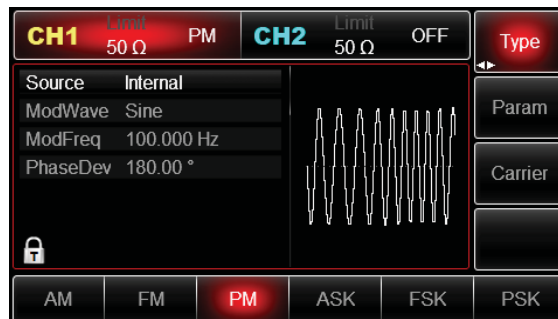 CH1 Limit 50 Ω PM CH2 Limit 50 Ω OFF Type
Source Internal
ModWave Sine
ModFreq 100.000 Hz
PhaseDev 180.00 °
Param
Carrier
T
AM FM PM ASK FSK PSK